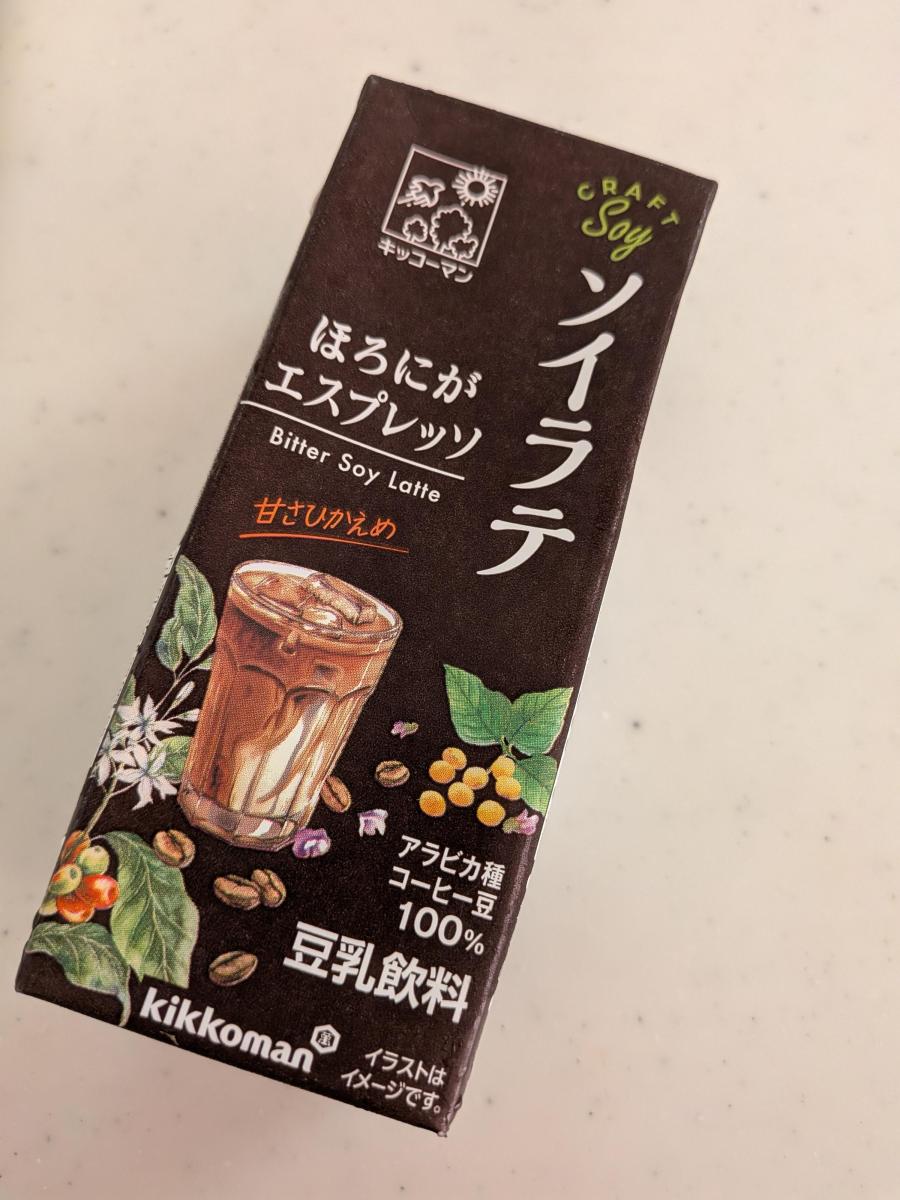 キッコーマン
CRAFT
Soy
ソイラテ
ほろにが
エスプレッソ
Bitter Soy Latte
甘さひかえめ
アラビカ種
コーヒー豆
100%
豆乳飲料
kikkoman
イラストは
イメージです。